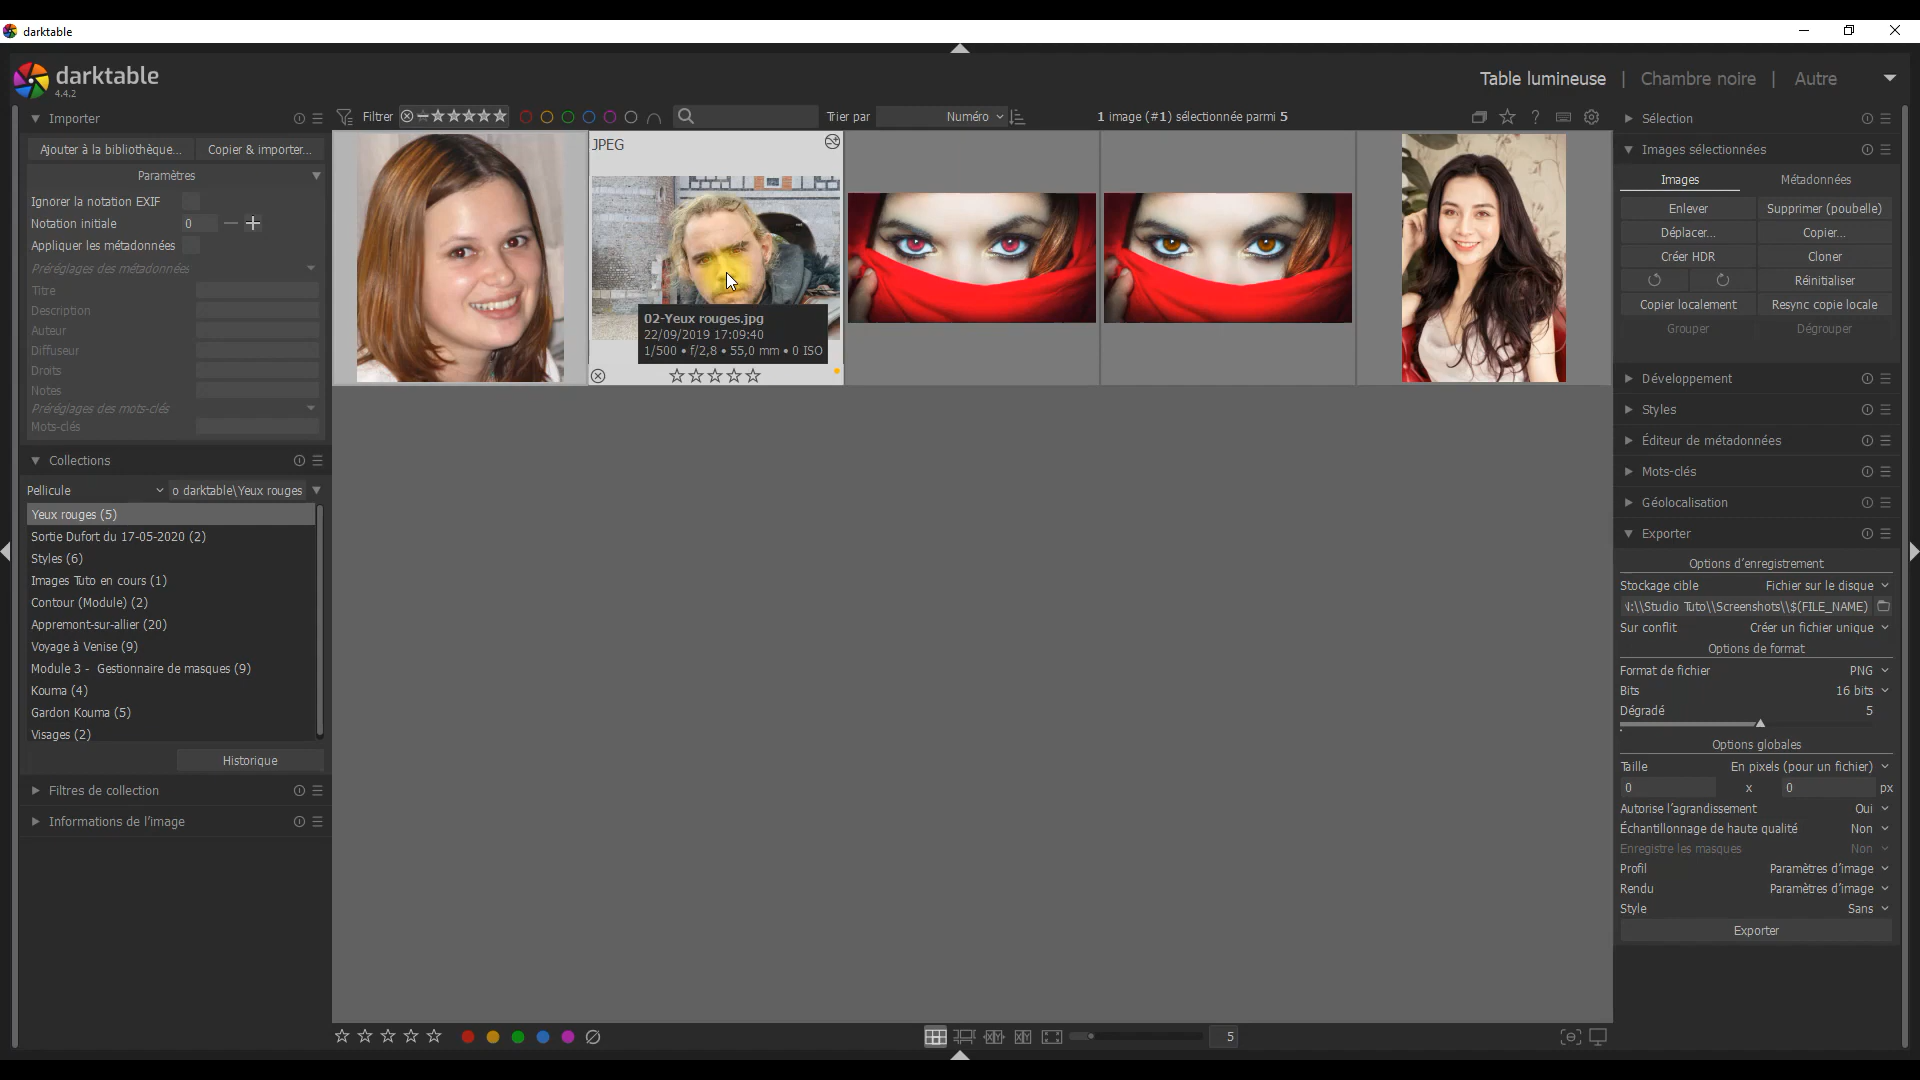 darktable
darktable
4.4.2
Table lumineuse | Chambre noire | Autre
Importer
Filtrer
Trier par Numéro
1 image (#1) sélectionnée parmi 5
Ajouter à la bibliothèque... Copier & importer...
Paramètres
Ignorer la notation EXIF
Notation initiale 0
Appliquer les métadonnées
Préréglages des métadonnées
Titre
Description
Auteur
Diffuseur
Droits
Notes
Préréglages des mots-clés
Mots-clés
Collections
Pellicule o darktable\Yeux rouges
Yeux rouges (5)
Sortie Dufort du 17-05-2020 (2)
Styles (6)
Images Tuto en cours (1)
Contour (Module) (2)
Appremont-sur-allier (20)
Voyage à Venise (9)
Module 3 - Gestionnaire de masques (9)
Kouma (4)
Gardon Kouma (5)
Visages (2)
Historique
Filtres de collection
Informations de l'image
JPEG
02-Yeux rouges.jpg
22/09/2019 17:09:40
1/500 • f/2,8 • 55,0 mm • 0 ISO
5
Sélection
Images sélectionnées
Images Métadonnées
Enlever Supprimer (poubelle)
Déplacer... Copier...
Créer HDR Cloner
Réinitialiser
Copier localement Resync copie locale
Grouper Dégrouper
Développement
Styles
Éditeur de métadonnées
Mots-clés
Géolocalisation
Exporter
Options d'enregistrement
Stockage cible Fichier sur le disque
\:\\Studio Tuto\\Screenshots\\$(FILE_NAME)
Sur conflit Créer un fichier unique
Options de format
Format de fichier PNG
Bits 16 bits
Dégradé 5
Options globales
Taille En pixels (pour un fichier)
0 x 0 px
Autorise l'agrandissement Oui
Échantillonnage de haute qualité Non
Enregistre les masques Non
Profil Paramètres d'image
Rendu Paramètres d'image
Style Sans
Exporter